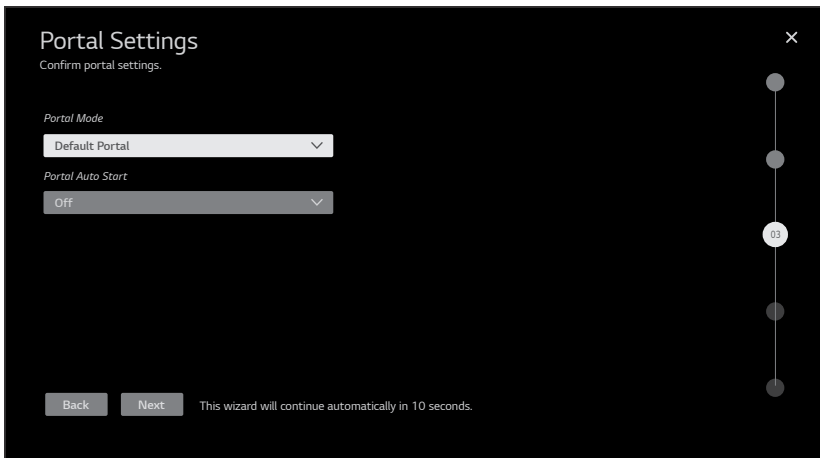 Portal Settings
Confirm portal settings.
Portal Mode
Default Portal
Portal Auto Start
Off
03
Back
Next
This wizard will continue automatically in 10 seconds.